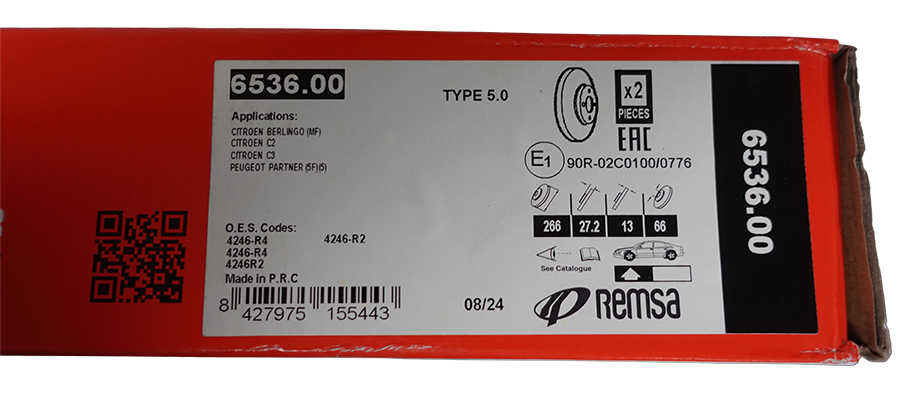 6536.00
TYPE 5.0
x2
PIECES
Applications:
CITROEN BERLINGO (MF)
CITROEN C2
CITROEN C3
PEUGEOT PARTNER (5F)(5)
EAC
E1 90R-02C0100/0776
266 27.2 13 66
See Catalogue
O.E.S. Codes:
4246-R4 4246-R2
4246-R4
4246R2
Made in P.R.C
8 427975 155443
08/24
Remsa
6536.00